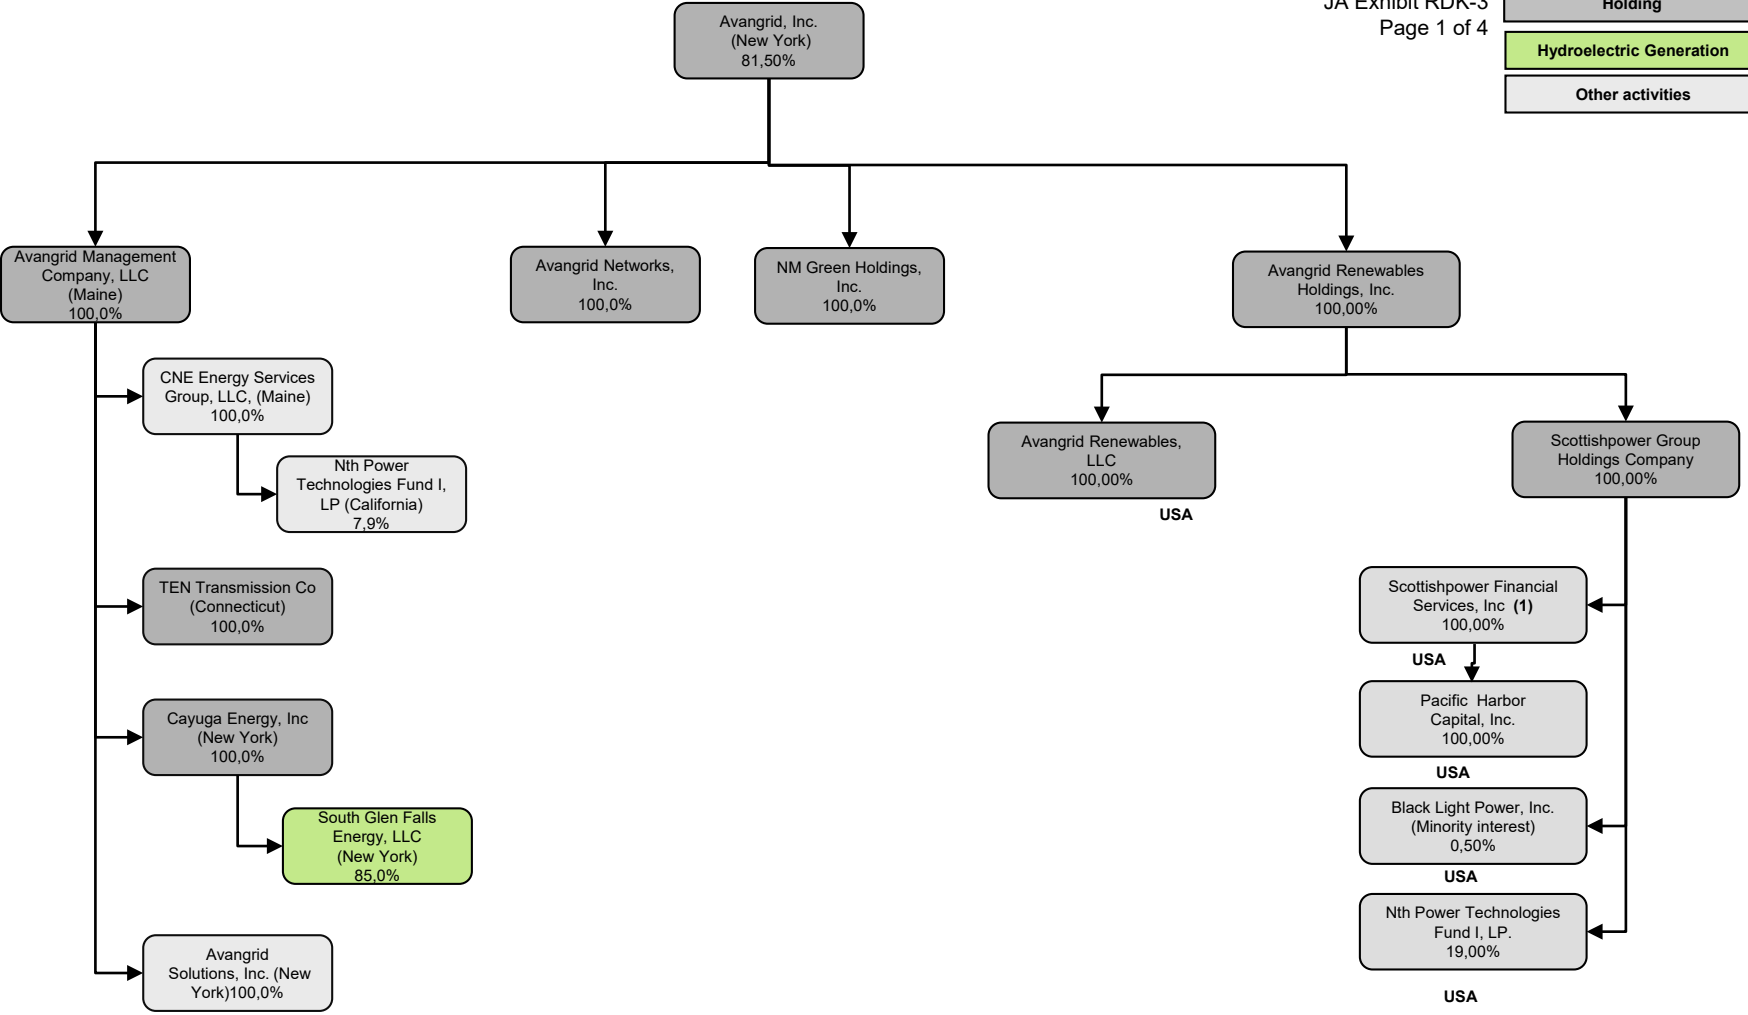 JA Exhibit RDK-3
Page 1 of 4
Holding
Hydroelectric Generation
Other activities
Avangrid, Inc.
(New York)
81,50%
Avangrid Management
Company, LLC
(Maine)
100,0%
Avangrid Networks,
Inc.
100,0%
NM Green Holdings,
Inc.
100,0%
Avangrid Renewables
Holdings, Inc.
100,00%
CNE Energy Services
Group, LLC, (Maine)
100,0%
Nth Power
Technologies Fund I,
LP (California)
7,9%
TEN Transmission Co
(Connecticut)
100,0%
Cayuga Energy, Inc
(New York)
100,0%
South Glen Falls
Energy, LLC
(New York)
85,0%
Avangrid
Solutions, Inc. (New
York)100,0%
Avangrid Renewables,
LLC
100,00%
USA
Scottishpower Group
Holdings Company
100,00%
Scottishpower Financial
Services, Inc (1)
100,00%
USA
Pacific Harbor
Capital, Inc.
100,00%
USA
Black Light Power, Inc.
(Minority interest)
0,50%
USA
Nth Power Technologies
Fund I, LP.
19,00%
USA